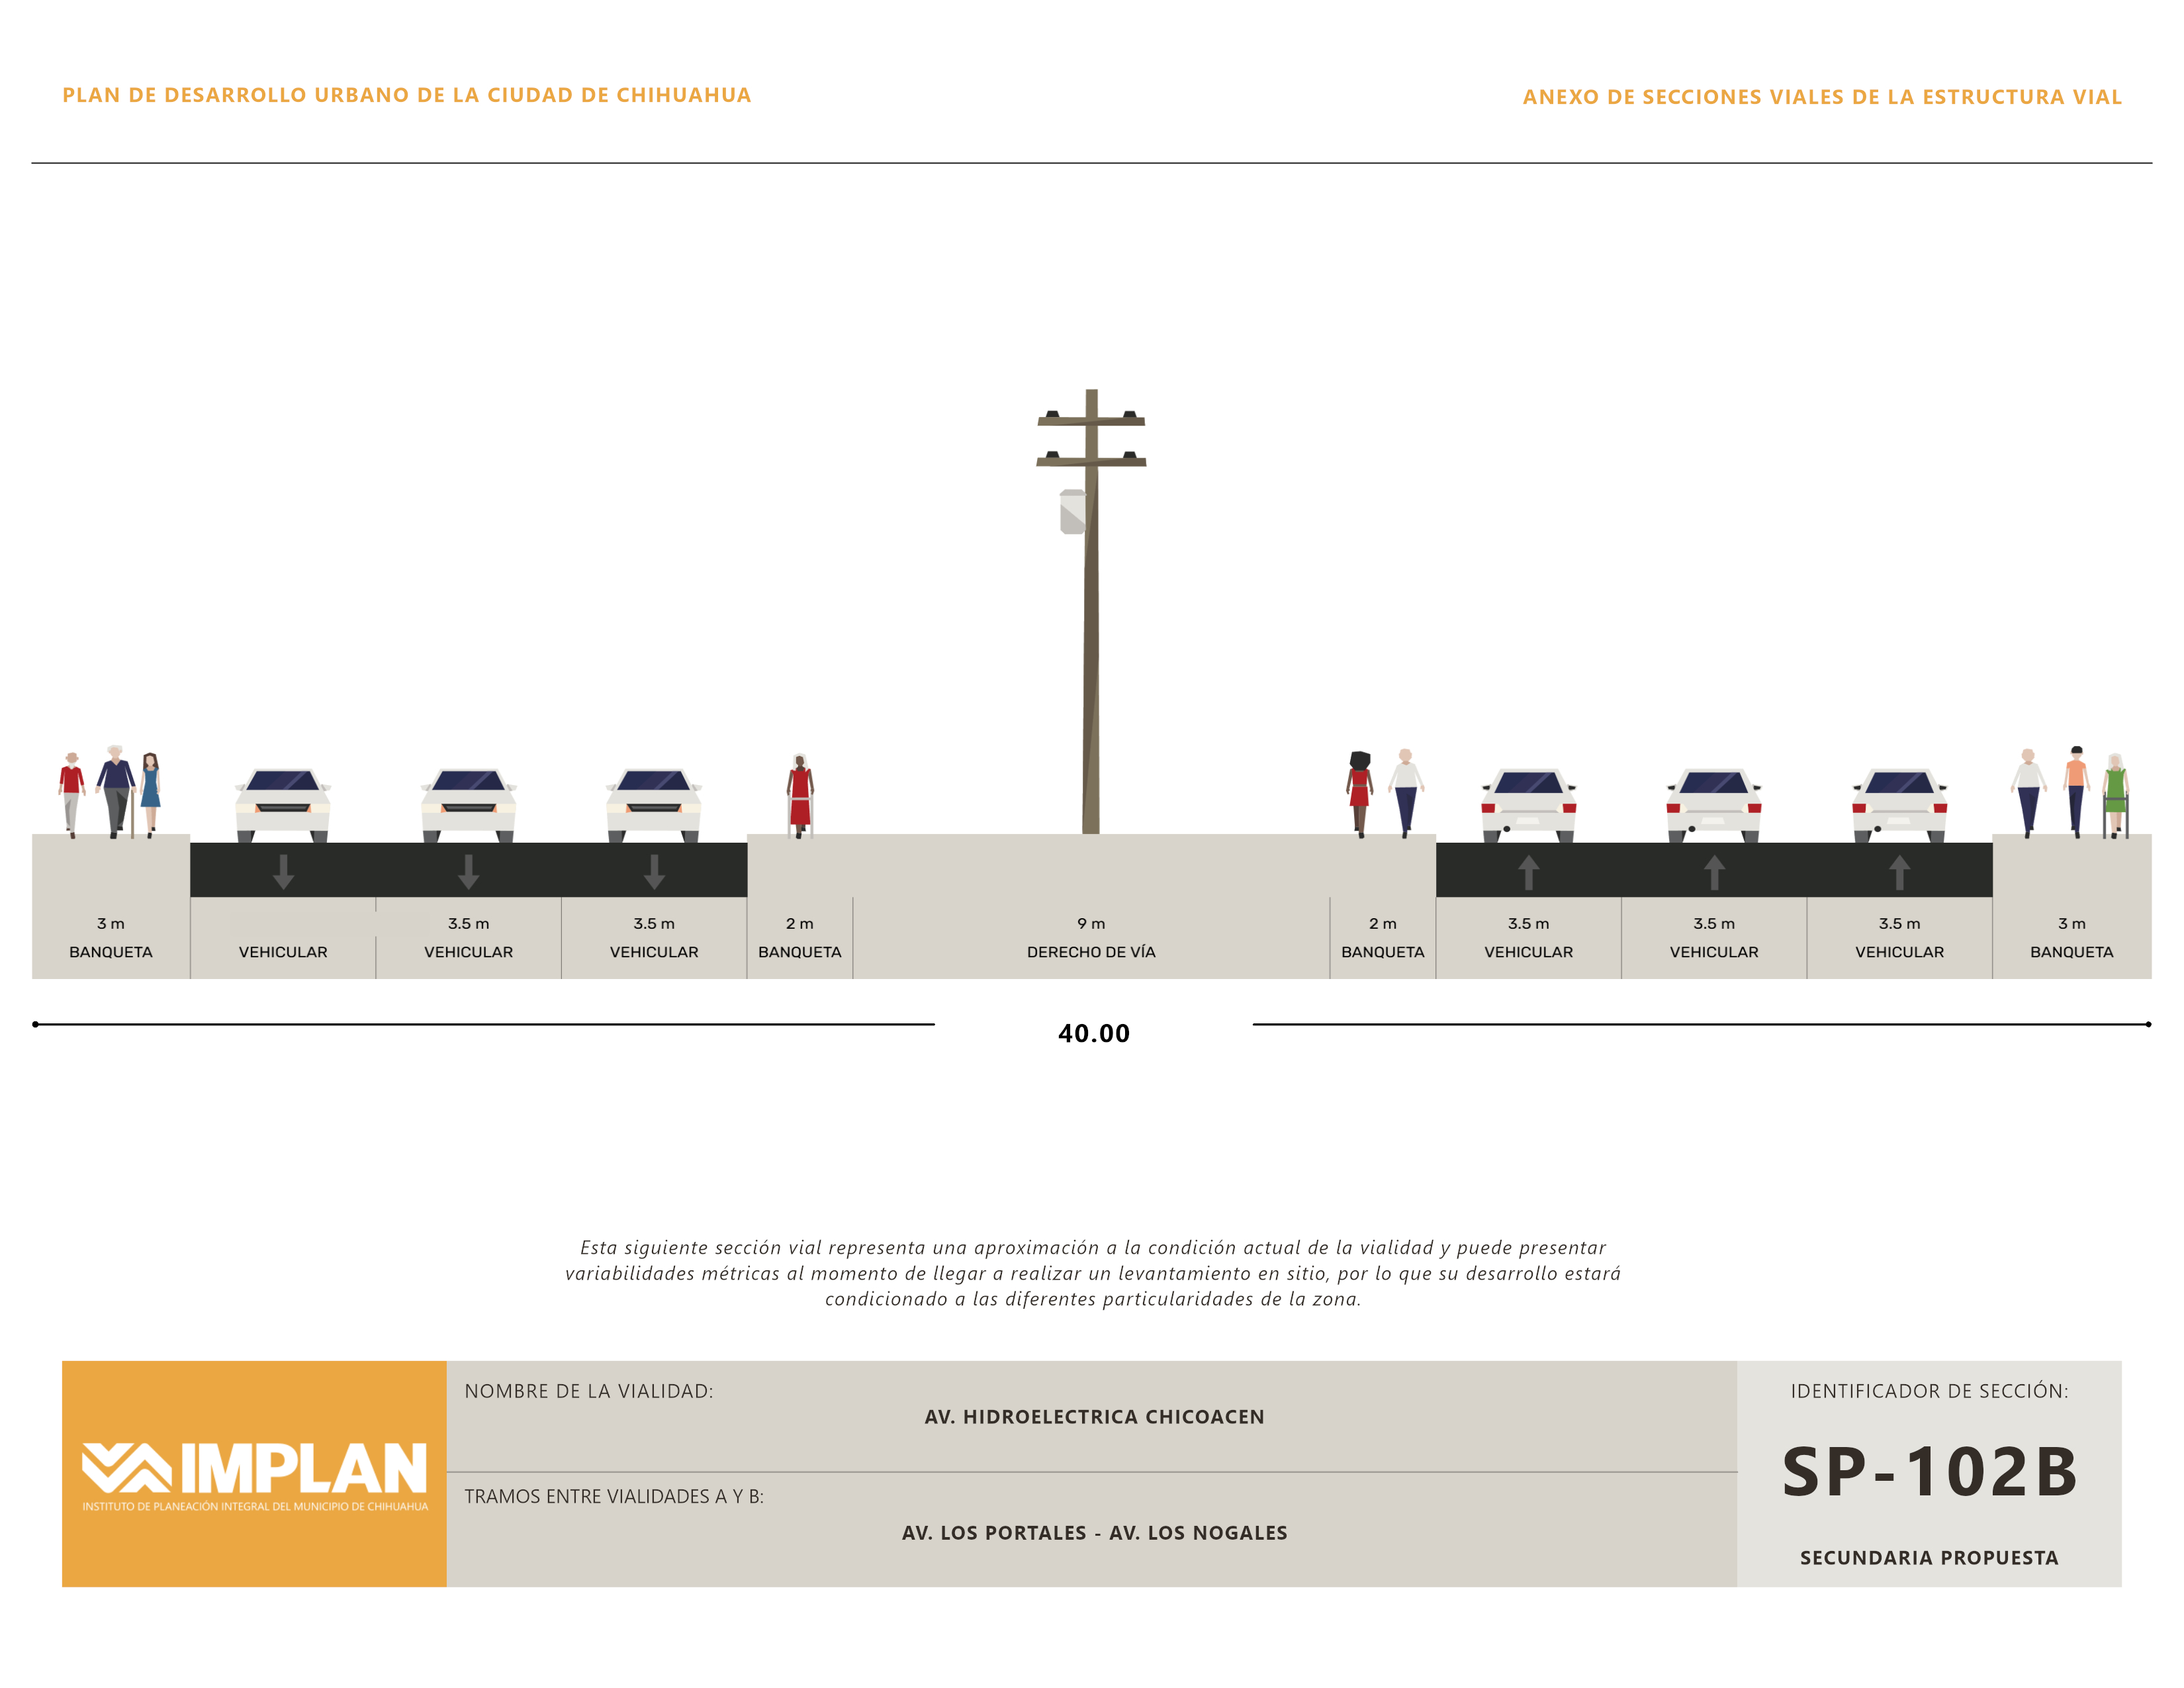 PLAN DE DESARROLLO URBANO DE LA CIUDAD DE CHIHUAHUA
ANEXO DE SECCIONES VIALES DE LA ESTRUCTURA VIAL
3 m
BANQUETA
VEHICULAR
3.5 m
VEHICULAR
3.5 m
VEHICULAR
2 m
BANQUETA
9 m
DERECHO DE VÍA
2 m
BANQUETA
3.5 m
VEHICULAR
3.5 m
VEHICULAR
3.5 m
VEHICULAR
3 m
BANQUETA
40.00
Esta siguiente sección vial representa una aproximación a la condición actual de la vialidad y puede presentar
variabilidades métricas al momento de llegar a realizar un levantamiento en sitio, por lo que su desarrollo estará
condicionado a las diferentes particularidades de la zona.
IMPLAN
INSTITUTO DE PLANEACIÓN INTEGRAL DEL MUNICIPIO DE CHIHUAHUA
NOMBRE DE LA VIALIDAD:
AV. HIDROELECTRICA CHICOACEN
TRAMOS ENTRE VIALIDADES A Y B:
AV. LOS PORTALES - AV. LOS NOGALES
IDENTIFICADOR DE SECCIÓN:
SP-102B
SECUNDARIA PROPUESTA